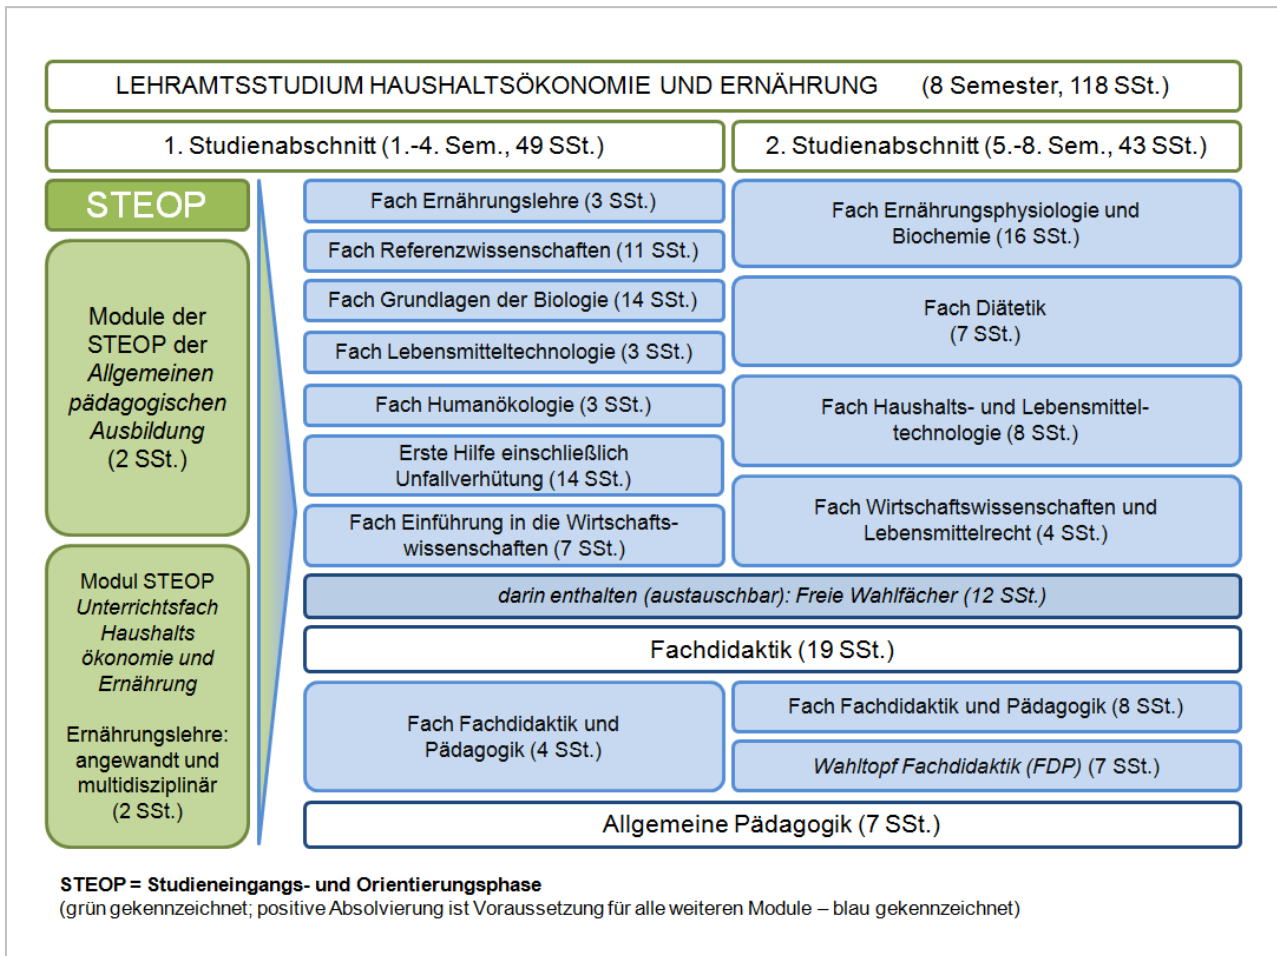 LEHRAMTSSTUDIUM HAUSHALTSÖKONOMIE UND ERNÄHRUNG (8 Semester, 118 SSt.)
1. Studienabschnitt (1.-4. Sem., 49 SSt.)
2. Studienabschnitt (5.-8. Sem., 43 SSt.)
STEOP
Module der
STEOP der
Allgemeinen
pädagogischen
Ausbildung
(2 SSt.)
Modul STEOP
Unterrichtsfach
Haushalts
ökonomie und
Ernährung
Ernährungslehre:
angewandt und
multidisziplinär
(2 SSt.)
Fach Ernährungslehre (3 SSt.)
Fach Referenzwissenschaften (11 SSt.)
Fach Grundlagen der Biologie (14 SSt.)
Fach Lebensmitteltechnologie (3 SSt.)
Fach Humanökologie (3 SSt.)
Erste Hilfe einschließlich
Unfallverhütung (14 SSt.)
Fach Einführung in die Wirtschafts-
wissenschaften (7 SSt.)
Fach Ernährungsphysiologie und
Biochemie (16 SSt.)
Fach Diätetik
(7 SSt.)
Fach Haushalts- und Lebensmittel-
technologie (8 SSt.)
Fach Wirtschaftswissenschaften und
Lebensmittelrecht (4 SSt.)
darin enthalten (austauschbar): Freie Wahlfächer (12 SSt.)
Fachdidaktik (19 SSt.)
Fach Fachdidaktik und
Pädagogik (4 SSt.)
Fach Fachdidaktik und Pädagogik (8 SSt.)
Wahltopf Fachdidaktik (FDP) (7 SSt.)
Allgemeine Pädagogik (7 SSt.)
STEOP = Studieneingangs- und Orientierungsphase
(grün gekennzeichnet; positive Absolvierung ist Voraussetzung für alle weiteren Module – blau gekennzeichnet)